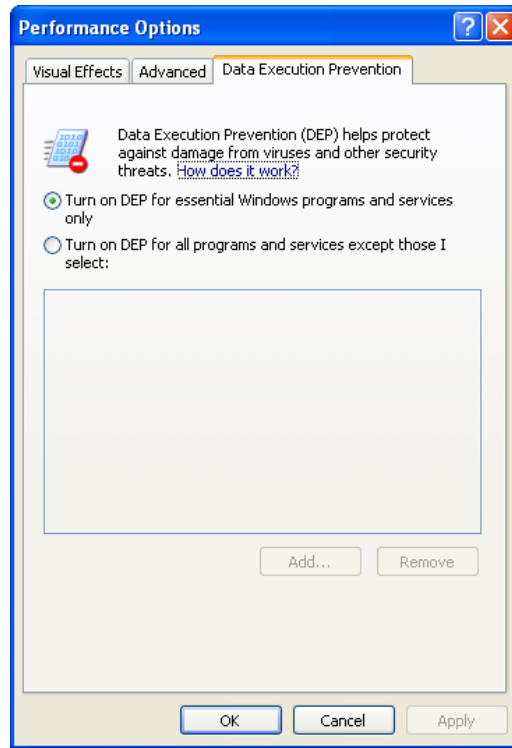 Performance Options
Visual Effects Advanced Data Execution Prevention
Data Execution Prevention (DEP) helps protect
against damage from viruses and other security
threats. How does it work?
Turn on DEP for essential Windows programs and services
only
Turn on DEP for all programs and services except those I
select:
Add... Remove
OK Cancel Apply